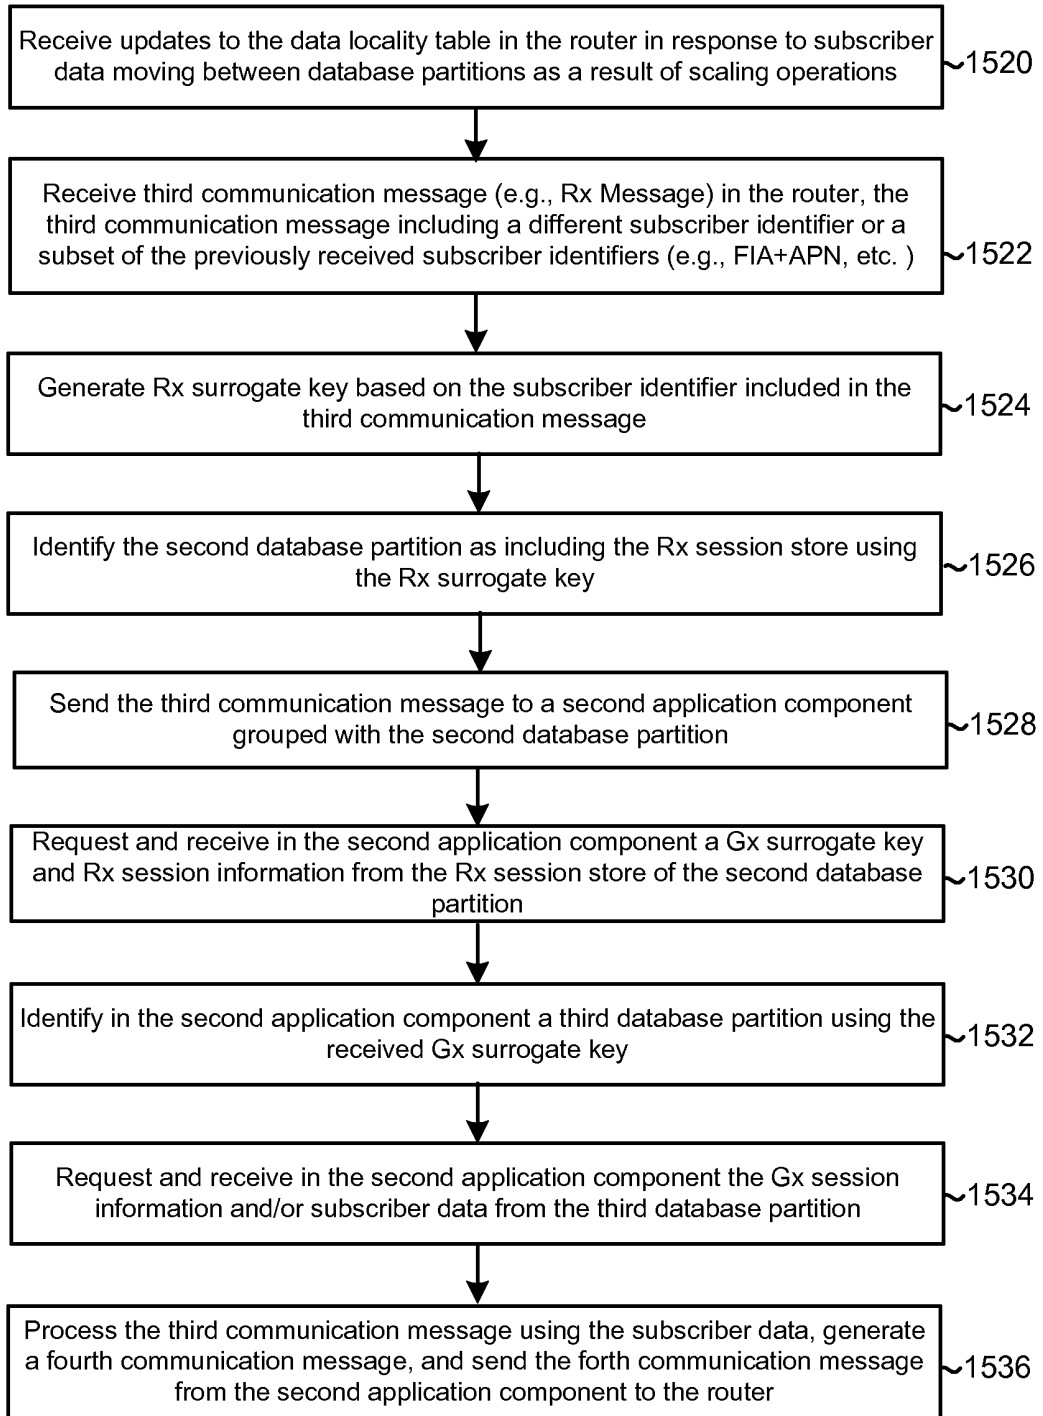 Receive updates to the data locality table in the router in response to subscriber
data moving between database partitions as a result of scaling operations
1520
Receive third communication message (e.g., Rx Message) in the router, the
third communication message including a different subscriber identifier or a
subset of the previously received subscriber identifiers (e.g., FIA+APN, etc. )
1522
Generate Rx surrogate key based on the subscriber identifier included in the
third communication message
1524
Identify the second database partition as including the Rx session store using
the Rx surrogate key
1526
Send the third communication message to a second application component
grouped with the second database partition
1528
Request and receive in the second application component a Gx surrogate key
and Rx session information from the Rx session store of the second database
partition
1530
Identify in the second application component a third database partition using the
received Gx surrogate key
1532
Request and receive in the second application component the Gx session
information and/or subscriber data from the third database partition
1534
Process the third communication message using the subscriber data, generate
a fourth communication message, and send the forth communication message
from the second application component to the router
1536